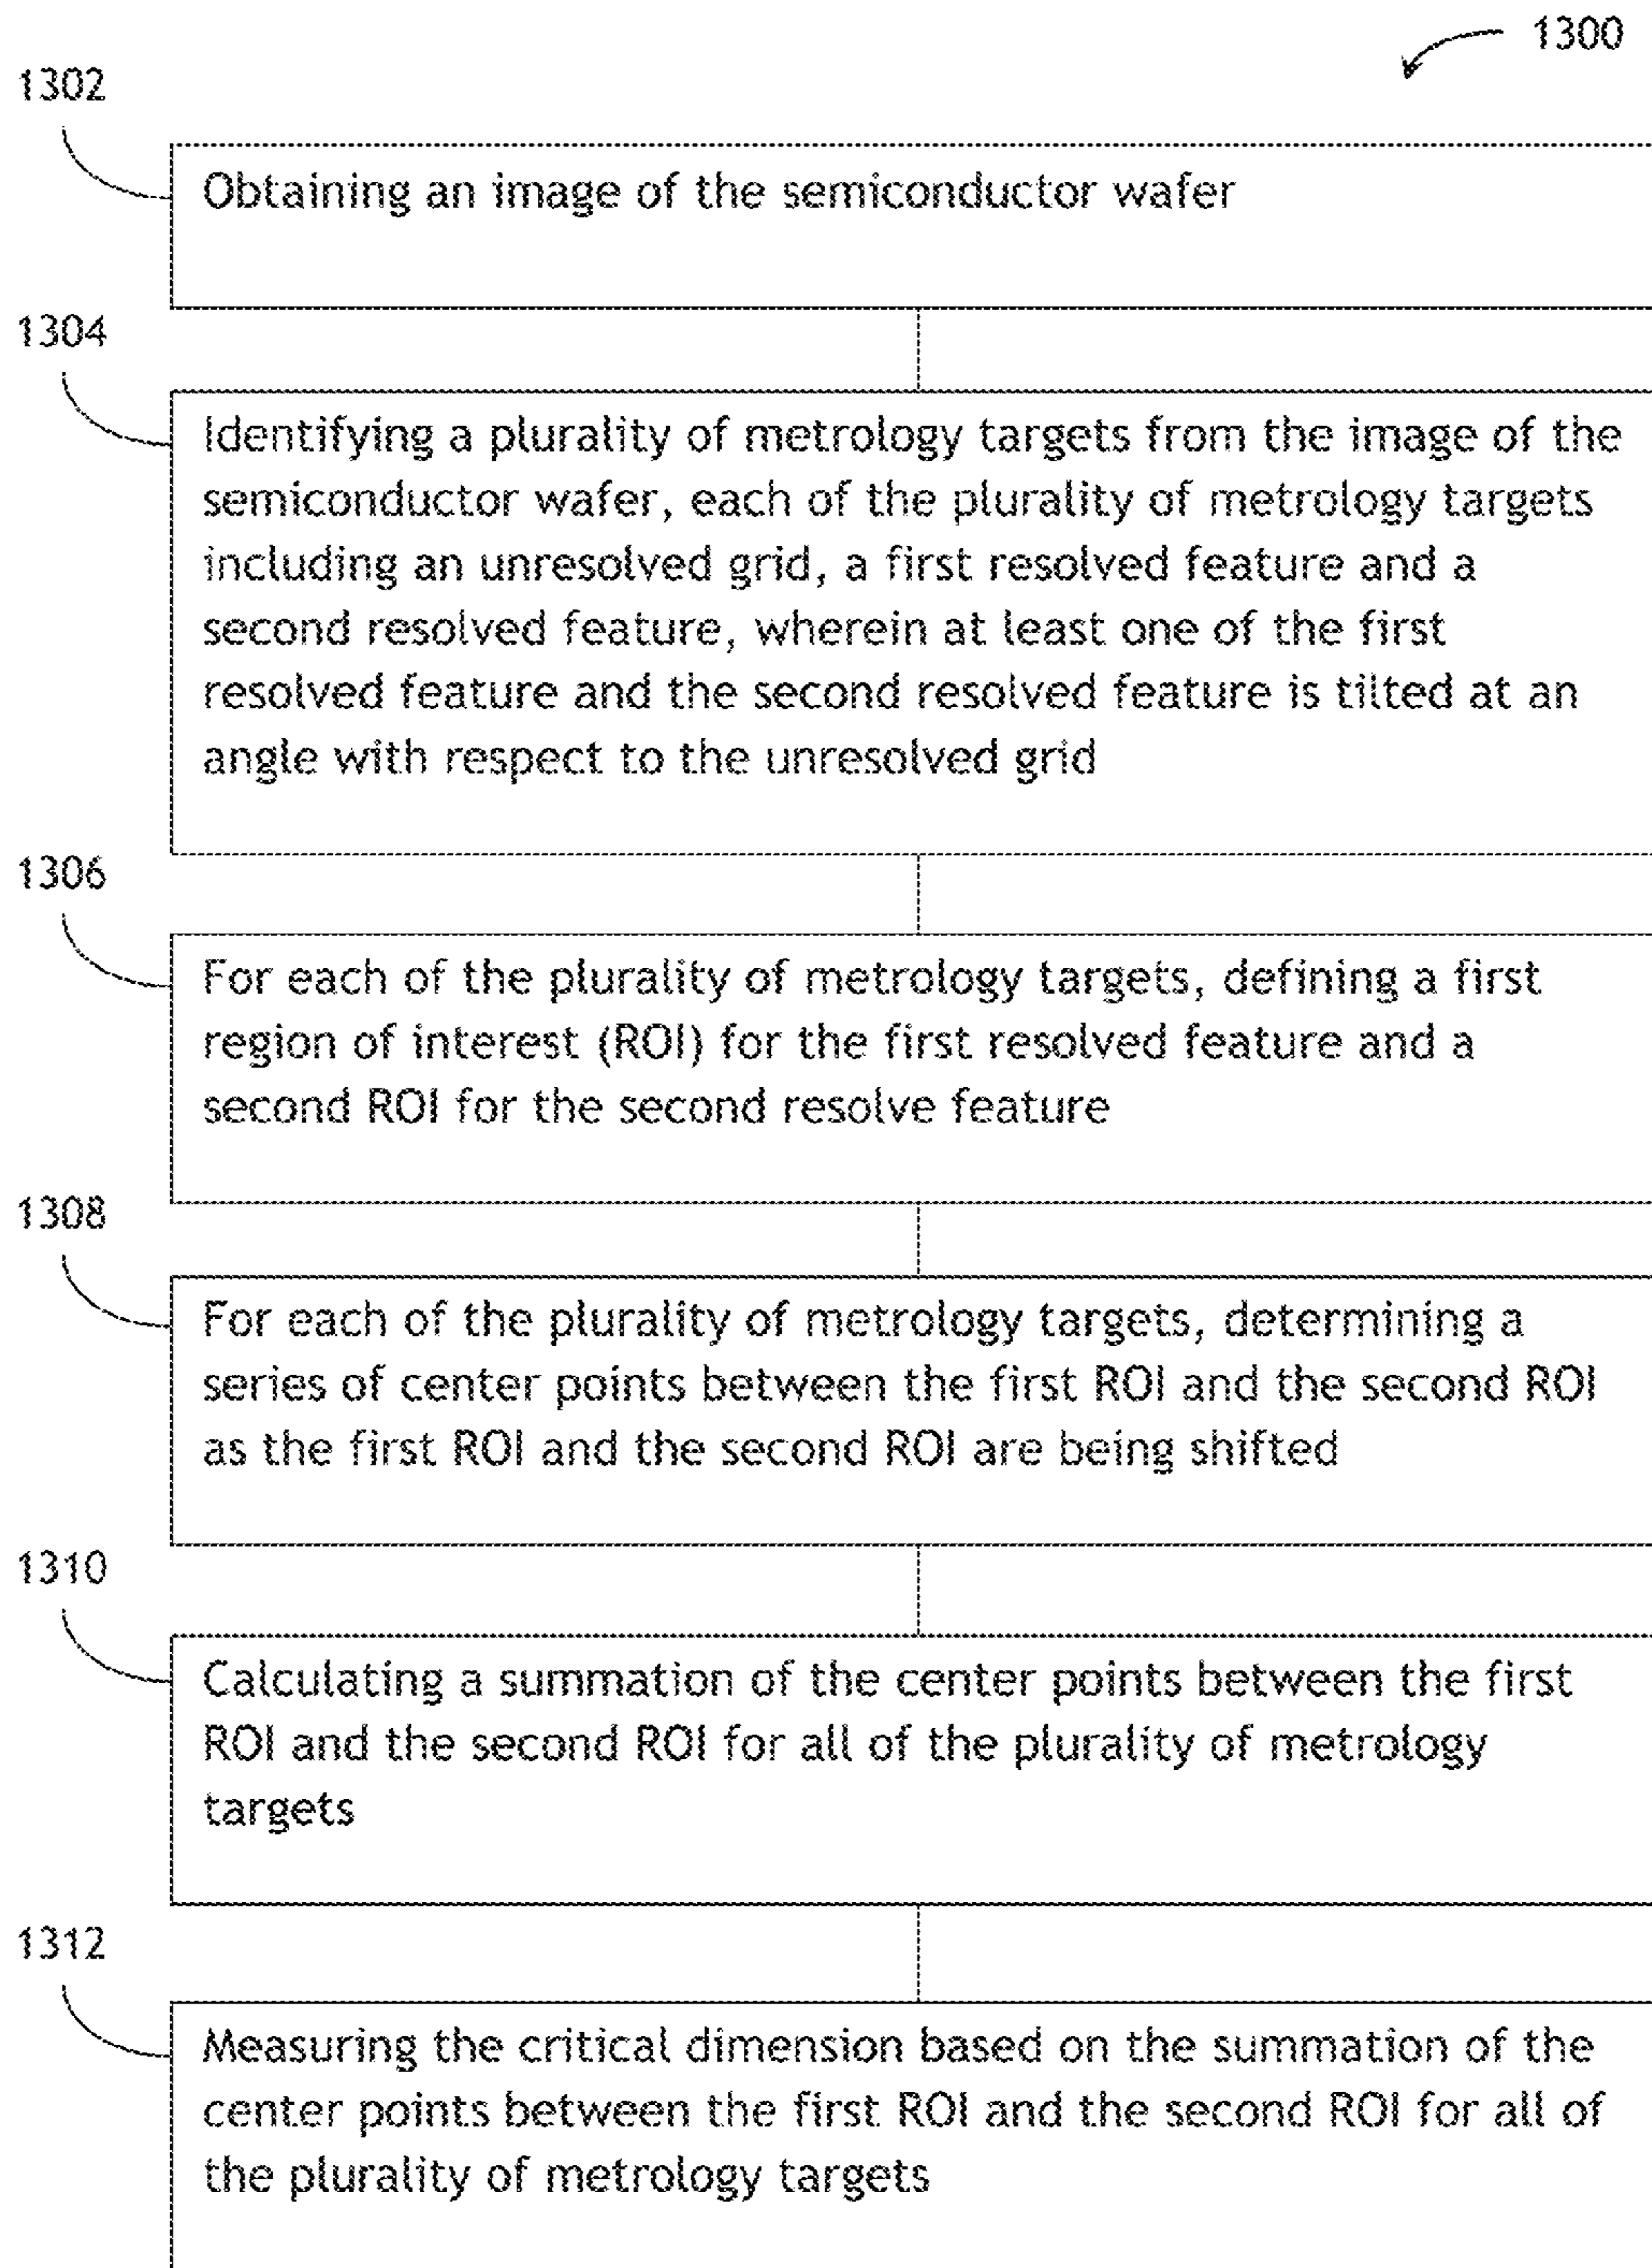 1300
1302
Obtaining an image of the semiconductor wafer
1304
Identifying a plurality of metrology targets from the image of the
semiconductor wafer, each of the plurality of metrology targets
including an unresolved grid, a first resolved feature and a
second resolved feature, wherein at least one of the first
resolved feature and the second resolved feature is tilted at an
angle with respect to the unresolved grid
1306
For each of the plurality of metrology targets, defining a first
region of interest (ROI) for the first resolved feature and a
second ROI for the second resolve feature
1308
For each of the plurality of metrology targets, determining a
series of center points between the first ROI and the second ROI
as the first ROI and the second ROI are being shifted
1310
Calculating a summation of the center points between the first
ROI and the second ROI for all of the plurality of metrology
targets
1312
Measuring the critical dimension based on the summation of the
center points between the first ROI and the second ROI for all of
the plurality of metrology targets